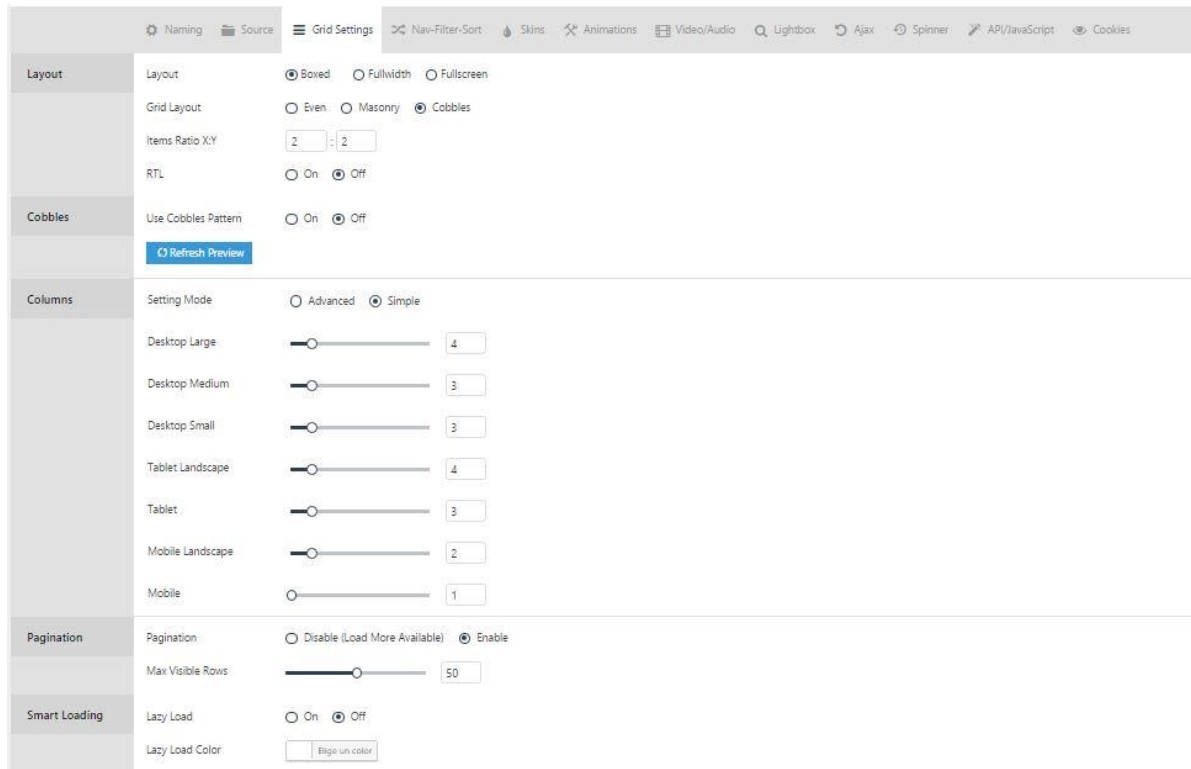 Naming Source Grid Settings Nav-Filter-Sort Skins Animations Video/Audio Lightbox Ajax Spinner API/JavaScript Cookies
Layout Layout Boxed Fullwidth Fullscreen
Grid Layout Even Masonry Cobbles
Items Ratio X:Y 2 : 2
RTL On Off
Cobbles Use Cobbles Pattern On Off
Refresh Preview
Columns Setting Mode Advanced Simple
Desktop Large 4
Desktop Medium 3
Desktop Small 3
Tablet Landscape 4
Tablet 3
Mobile Landscape 2
Mobile 1
Pagination Pagination Disable (Load More Available) Enable
Max Visible Rows 50
Smart Loading Lazy Load On Off
Lazy Load Color Elige un color